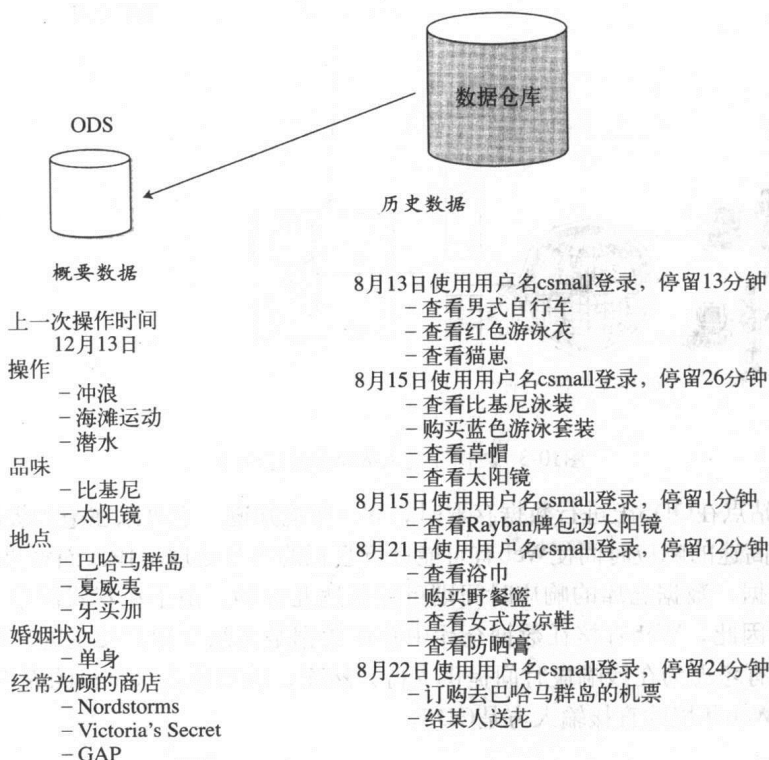 数据仓库
ODS
历史数据
概要数据
上一次操作时间
12月13日
操作
–冲浪
–海滩运动
–潜水
品味
–比基尼
–太阳镜
地点
–巴哈马群岛
–夏威夷
–牙买加
婚姻状况
–单身
经常光顾的商店
–Nordstorms
–Victoria's Secret
–GAP
8月13日使用用户名csmall登录，停留13分钟
–查看男式自行车
–查看红色游泳衣
–查看猫崽
8月15日使用用户名csmall登录，停留26分钟
–查看比基尼泳装
–购买蓝色游泳套装
–查看草帽
–查看太阳镜
8月15日使用用户名csmall登录，停留1分钟
–查看Rayban牌包边太阳镜
8月21日使用用户名csmall登录，停留12分钟
–查看浴巾
–购买野餐篮
–查看女式皮凉鞋
–查看防晒膏
8月22日使用用户名csmall登录，停留24分钟
–订购去巴哈马群岛的机票
–给某人送花